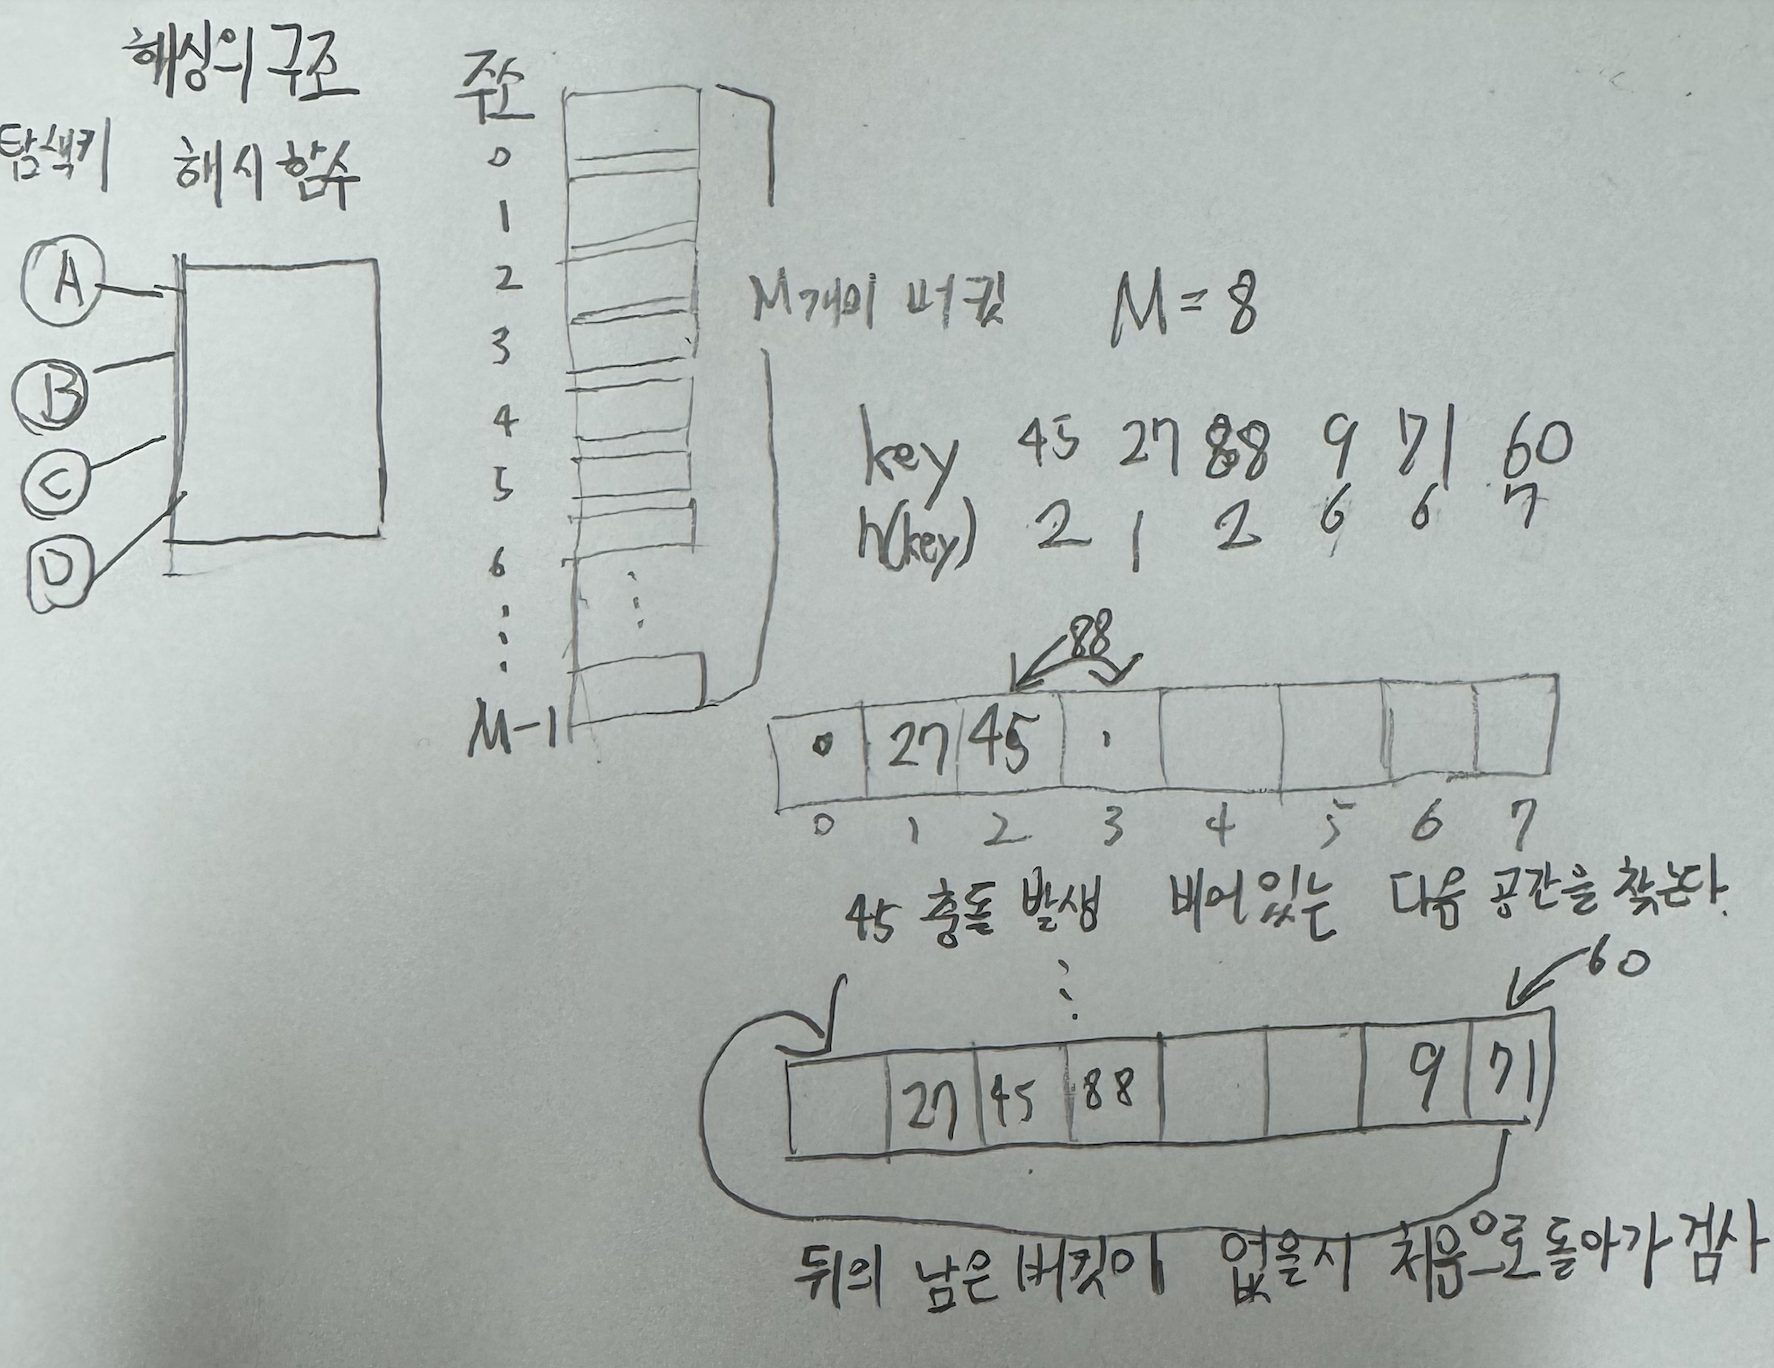 해싱의 구조
탐색키 해시 함수
주소
0
1
2
3
4
5
6
⋮
M-1
A
B
C
D
M개의 버킷
M=8
key 45 27 88 9 71 60
h(key) 2 1 2 6 6 7
88
27 45
0 1 2 3 4 5 6 7
45 충돌 발생 비어 있는 다음 공간을 찾는다.
⋮
60
27 45 88 9 71
뒤의 남은 버킷이 없을시 처음으로 돌아가 검사